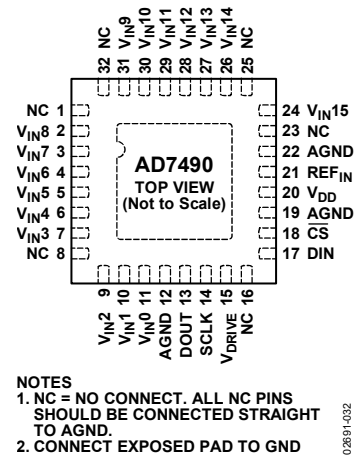 32 NC
31 VIN9
30 VIN10
29 VIN11
28 VIN12
27 VIN13
26 VIN14
25 NC
NC 1
VIN8 2
VIN7 3
VIN6 4
VIN5 5
VIN4 6
VIN3 7
NC 8
AD7490
TOP VIEW
(Not to Scale)
24 VIN15
23 NC
22 AGND
21 REFIN
20 VDD
19 AGND
18 CS
17 DIN
VIN2 9
VIN1 10
VIN0 11
AGND 12
DOUT 13
SCLK 14
VDRIVE 15
NC 16
NOTES
1. NC = NO CONNECT. ALL NC PINS
SHOULD BE CONNECTED STRAIGHT
TO AGND.
2. CONNECT EXPOSED PAD TO GND
02691-032